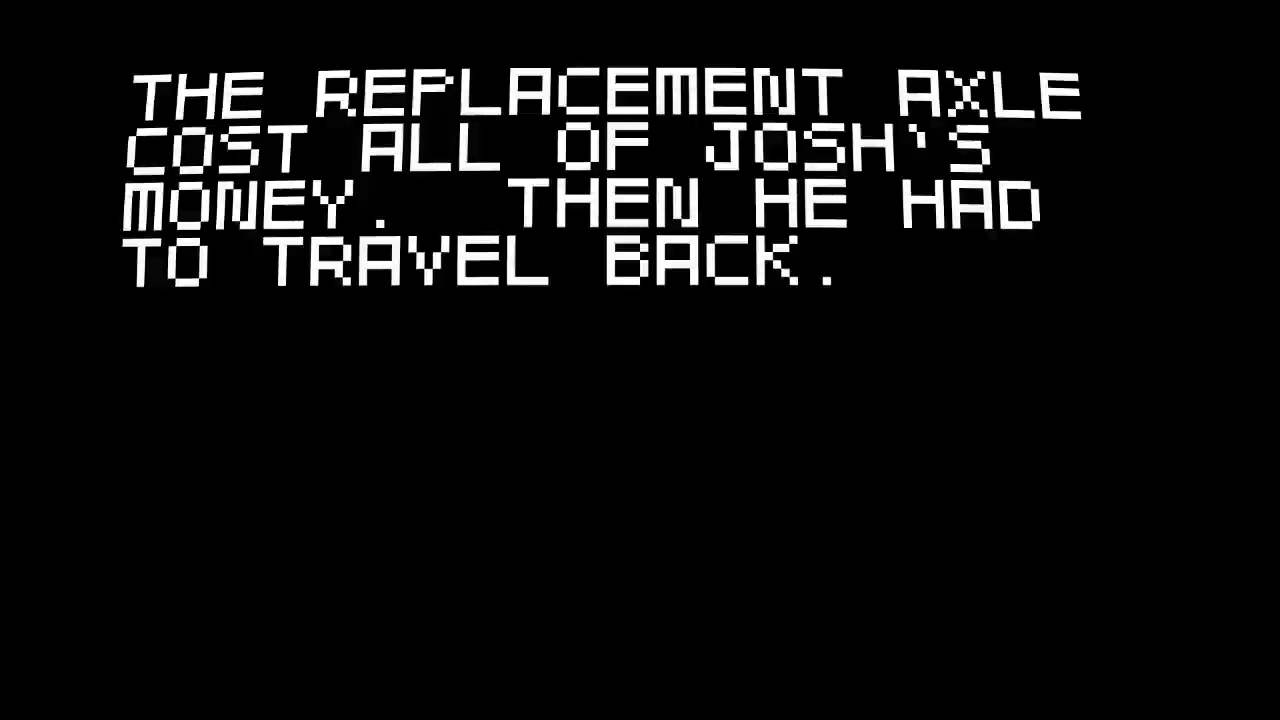 THE REPLACEMENT AXLE
COST ALL OF JOSH'S
MONEY.  THEN HE HAD
TO TRAVEL BACK.